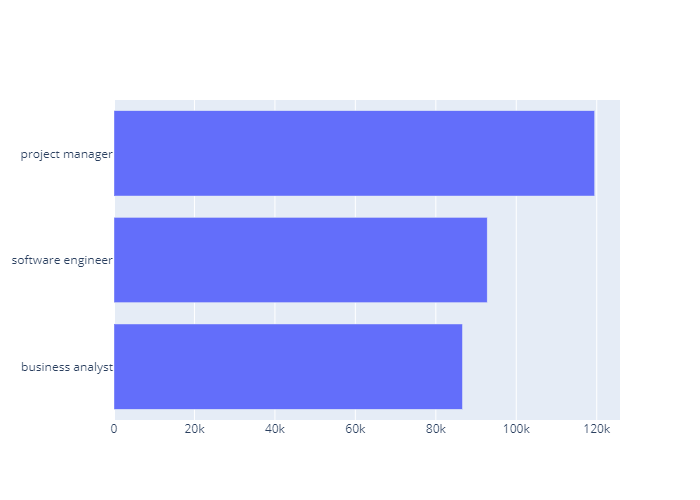 project manager
software engineer
business analyst
0 20k 40k 60k 80k 100k 120k